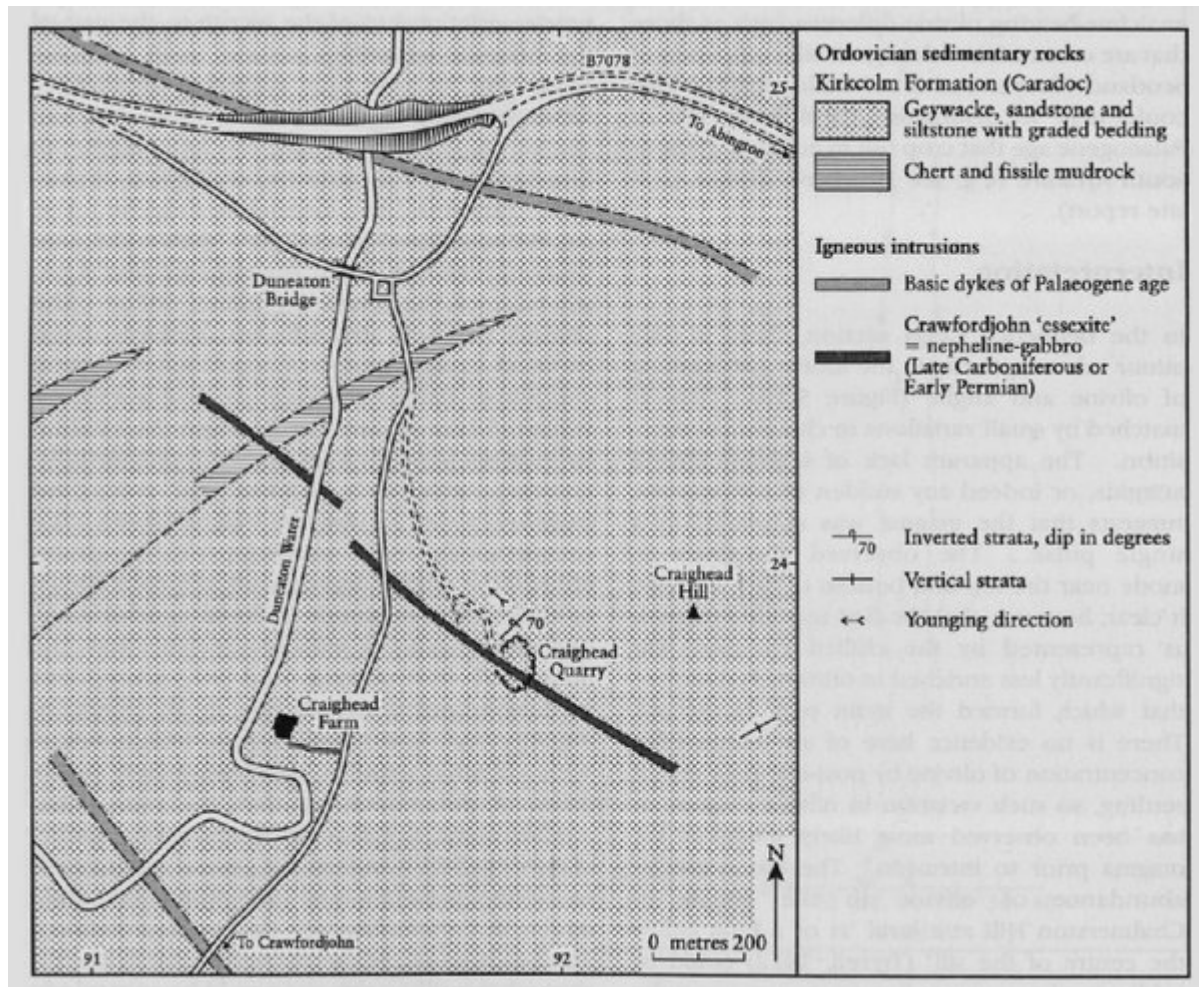 B7078
25
To Abington
Duneaton
Bridge
Duneaton Water
24
Craighead
Hill
70
Craighead
Quarry
Craighead
Farm
N
0 metres 200
To Crawfordjohn
91
92
Ordovician sedimentary rocks
Kirkcolm Formation (Caradoc)
Geywacke, sandstone and
siltstone with graded bedding
Chert and fissile mudrock
Igneous intrusions
Basic dykes of Palaeogene age
Crawfordjohn 'essexite'
= nepheline-gabbro
(Late Carboniferous or
Early Permian)
70
Inverted strata, dip in degrees
Vertical strata
Younging direction